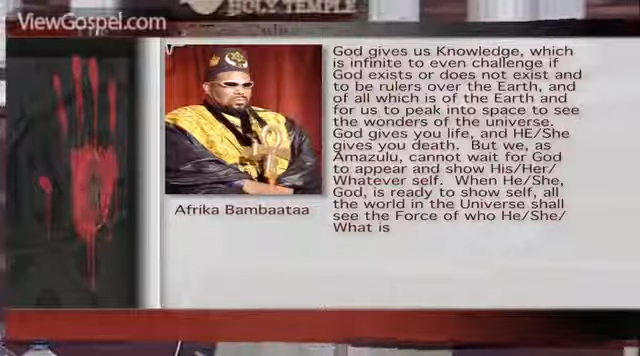 HOLY TEMPLE
ViewGospel.com
God gives us Knowledge, which
is infinite to even challenge if
God exists or does not exist and
to be rulers over the Earth, and
of all which is of the Earth and
for us to peak into space to see
the wonders of the universe.
God gives you life, and HE/She
gives you death. But we, as
Amazulu, cannot wait for God
to appear and show His/Her/
Whatever self. When He/She,
God, is ready to show self, all
the world in the Universe shall
see the Force of who He/She/
What is
Afrika Bambaataa